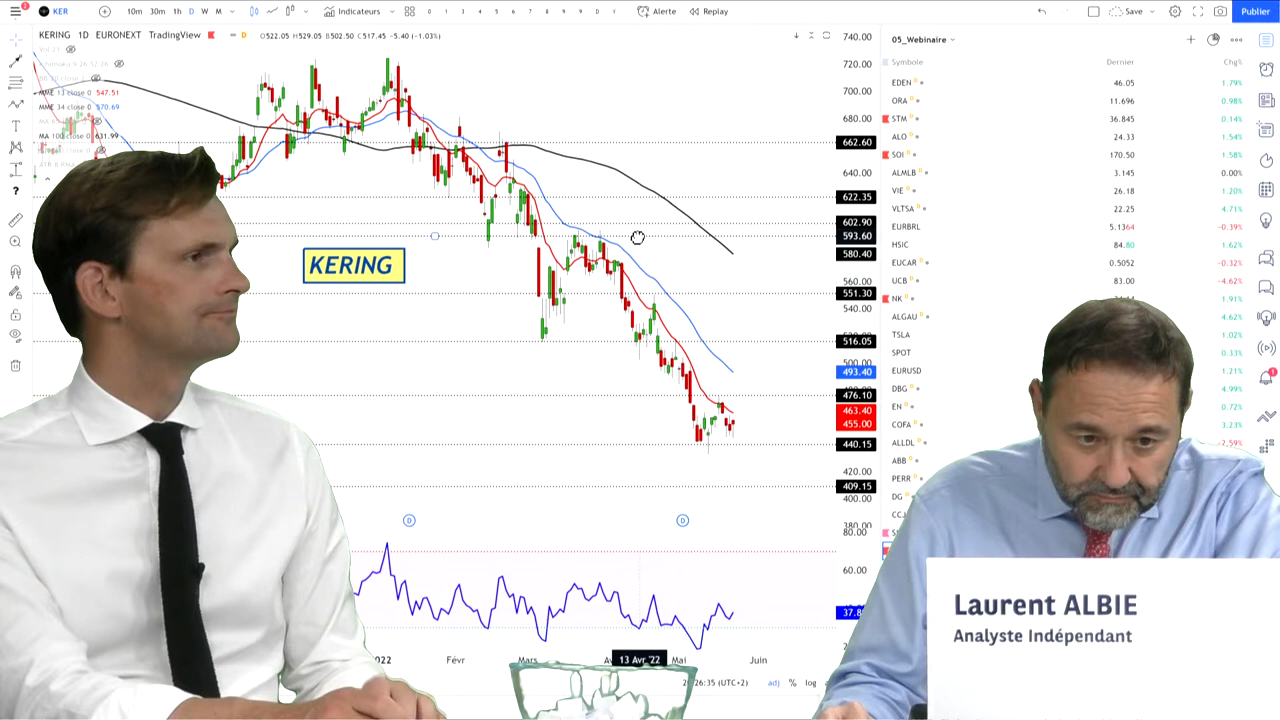 KER
10m 30m 1h D W M
Indicateurs
Alerte
Replay
Save
Publier
KERING 1D EURONEXT TradingView
D
O522.05 H529.05 B502.50 C517.45 -5.40 (-1.03%)
MME 13 close 0 547.51
MME 34 close 0 570.69
MA 100 close 0 631.99
KERING
740.00
720.00
700.00
680.00
662.60
640.00
622.35
602.90
593.60
580.40
560.00
551.30
540.00
516.05
500.00
493.40
476.10
463.40
455.00
440.15
420.00
409.15
400.00
380.00
80.00
60.00
D
D
Févr
Mars
13 Avr '22
Mai
Juin
(UTC+2)
adj % log
05_Webinaire
Symbole Dernier Chg%
EDEN 46.05 1.79%
ORA 11.696 0.98%
STM 36.845 0.14%
ALO 24.33 1.54%
SOI 170.50 1.58%
ALMLB 3.145 0.00%
VIE 26.18 1.20%
VLTSA 22.25 4.71%
EURBRL 5.1364 -0.39%
HSIC 84.80 1.62%
EUCAR 0.5052 -0.32%
UCB 83.00 -4.62%
NK 1.91%
ALGAU 4.62%
TSLA 0.14%
SPOT 0.33%
EURUSD 1.21%
DBG 4.99%
EN 0.72%
COFA 3.23%
ALLDL -2.59%
ABB
PERR
DG
Laurent ALBIE
Analyste Indépendant